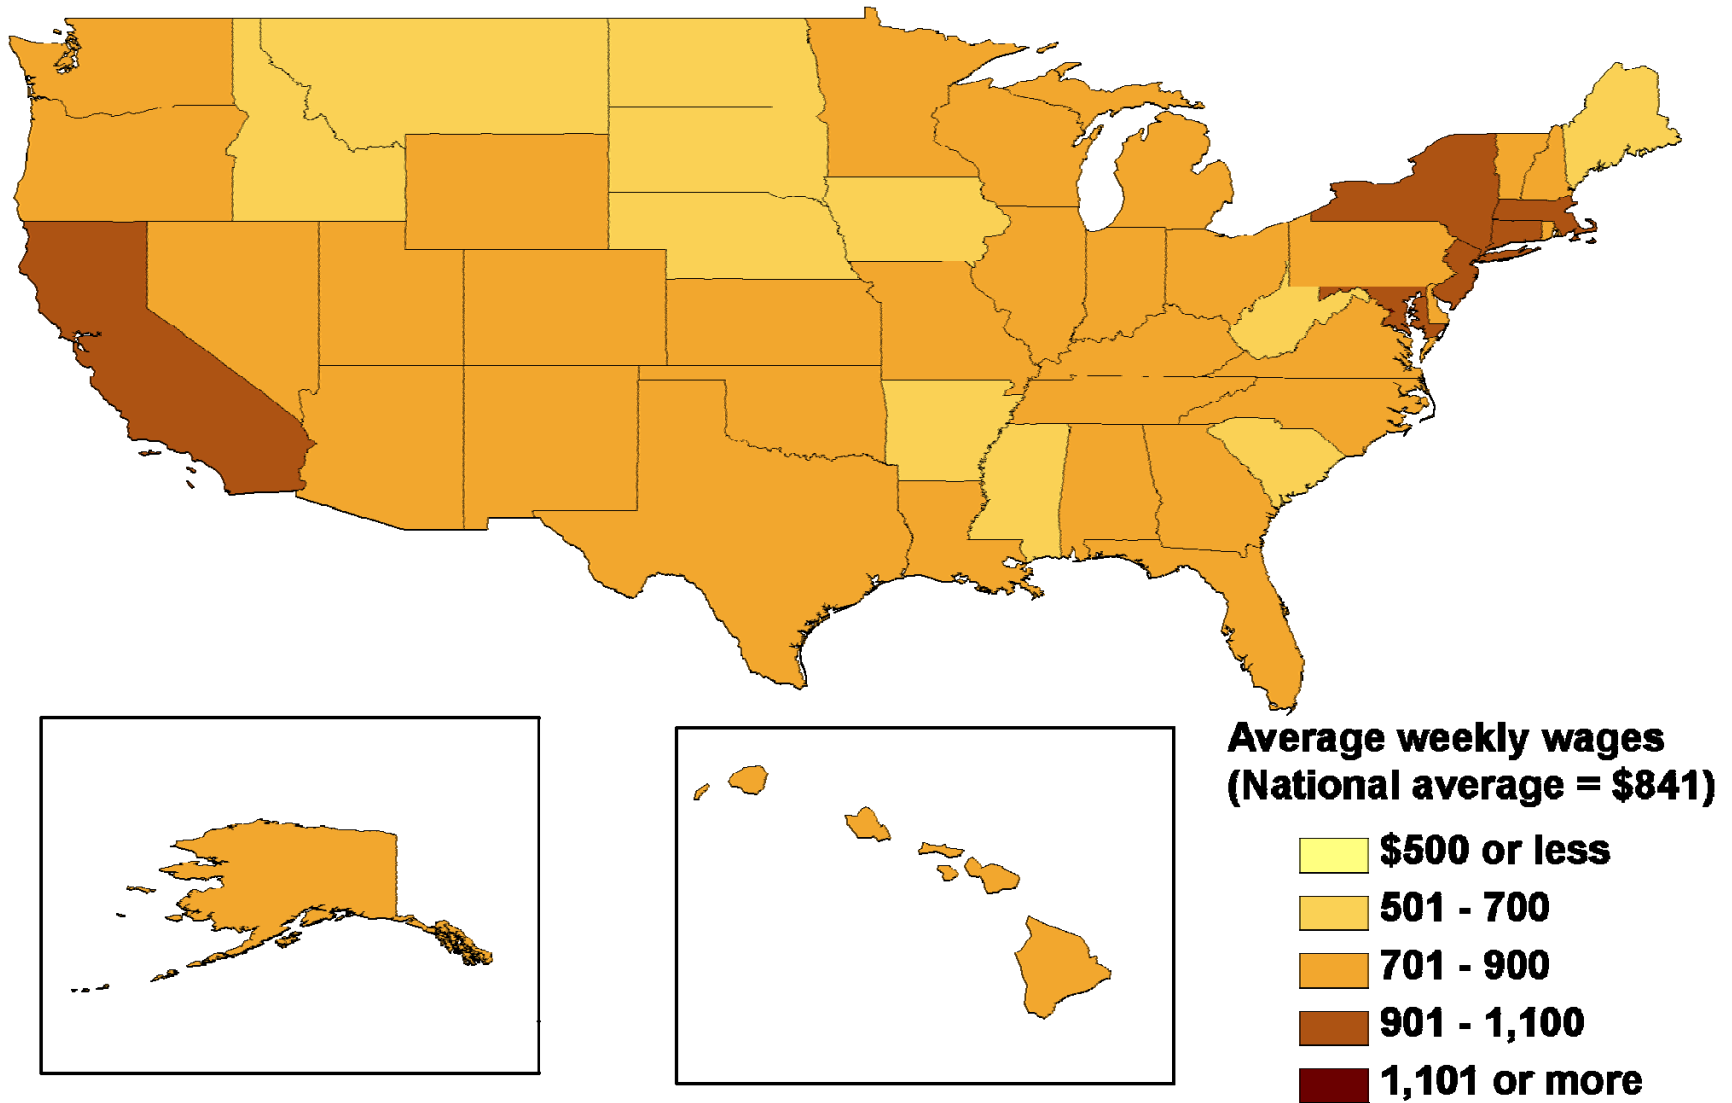 Average weekly wages
(National average = $841)
$500 or less
501 - 700
701 - 900
901 - 1,100
1,101 or more